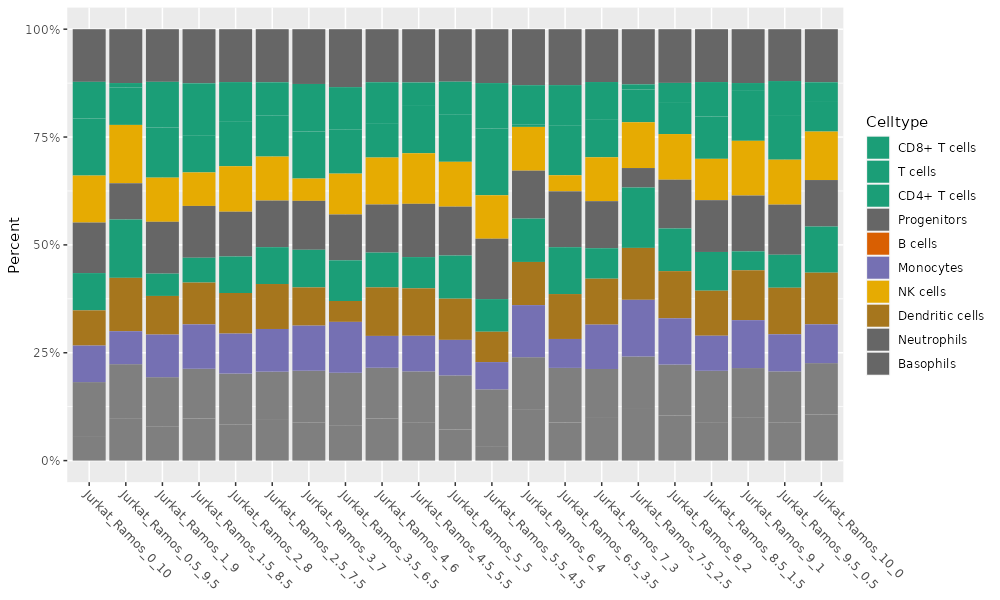 100%
75%
50%
25%
0%
Percent
Jurkat_Ramos_0_10
Jurkat_Ramos_0.5_9.5
Jurkat_Ramos_1_9
Jurkat_Ramos_1.5_8.5
Jurkat_Ramos_2_8
Jurkat_Ramos_2.5_7.5
Jurkat_Ramos_3_7
Jurkat_Ramos_3.5_6.5
Jurkat_Ramos_4_6
Jurkat_Ramos_4.5_5.5
Jurkat_Ramos_5_5
Jurkat_Ramos_5.5_4.5
Jurkat_Ramos_6_4
Jurkat_Ramos_6.5_3.5
Jurkat_Ramos_7_3
Jurkat_Ramos_7.5_2.5
Jurkat_Ramos_8_2
Jurkat_Ramos_8.5_1.5
Jurkat_Ramos_9_1
Jurkat_Ramos_9.5_0.5
Jurkat_Ramos_10_0
Celltype
CD8+ T cells
T cells
CD4+ T cells
Progenitors
B cells
Monocytes
NK cells
Dendritic cells
Neutrophils
Basophils